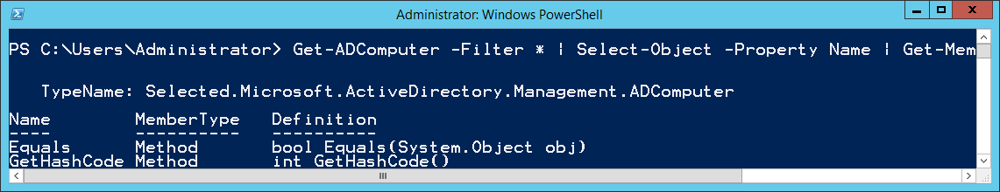 Administrator: Windows PowerShell
PS C:\Users\Administrator> Get-ADComputer -Filter * | Select-Object -Property Name | Get-Mem
TypeName: Selected.Microsoft.ActiveDirectory.Management.ADComputer
Name MemberType Definition
---- ---------- ----------
Equals Method bool Equals(System.Object obj)
GetHashCode Method int GetHashCode()